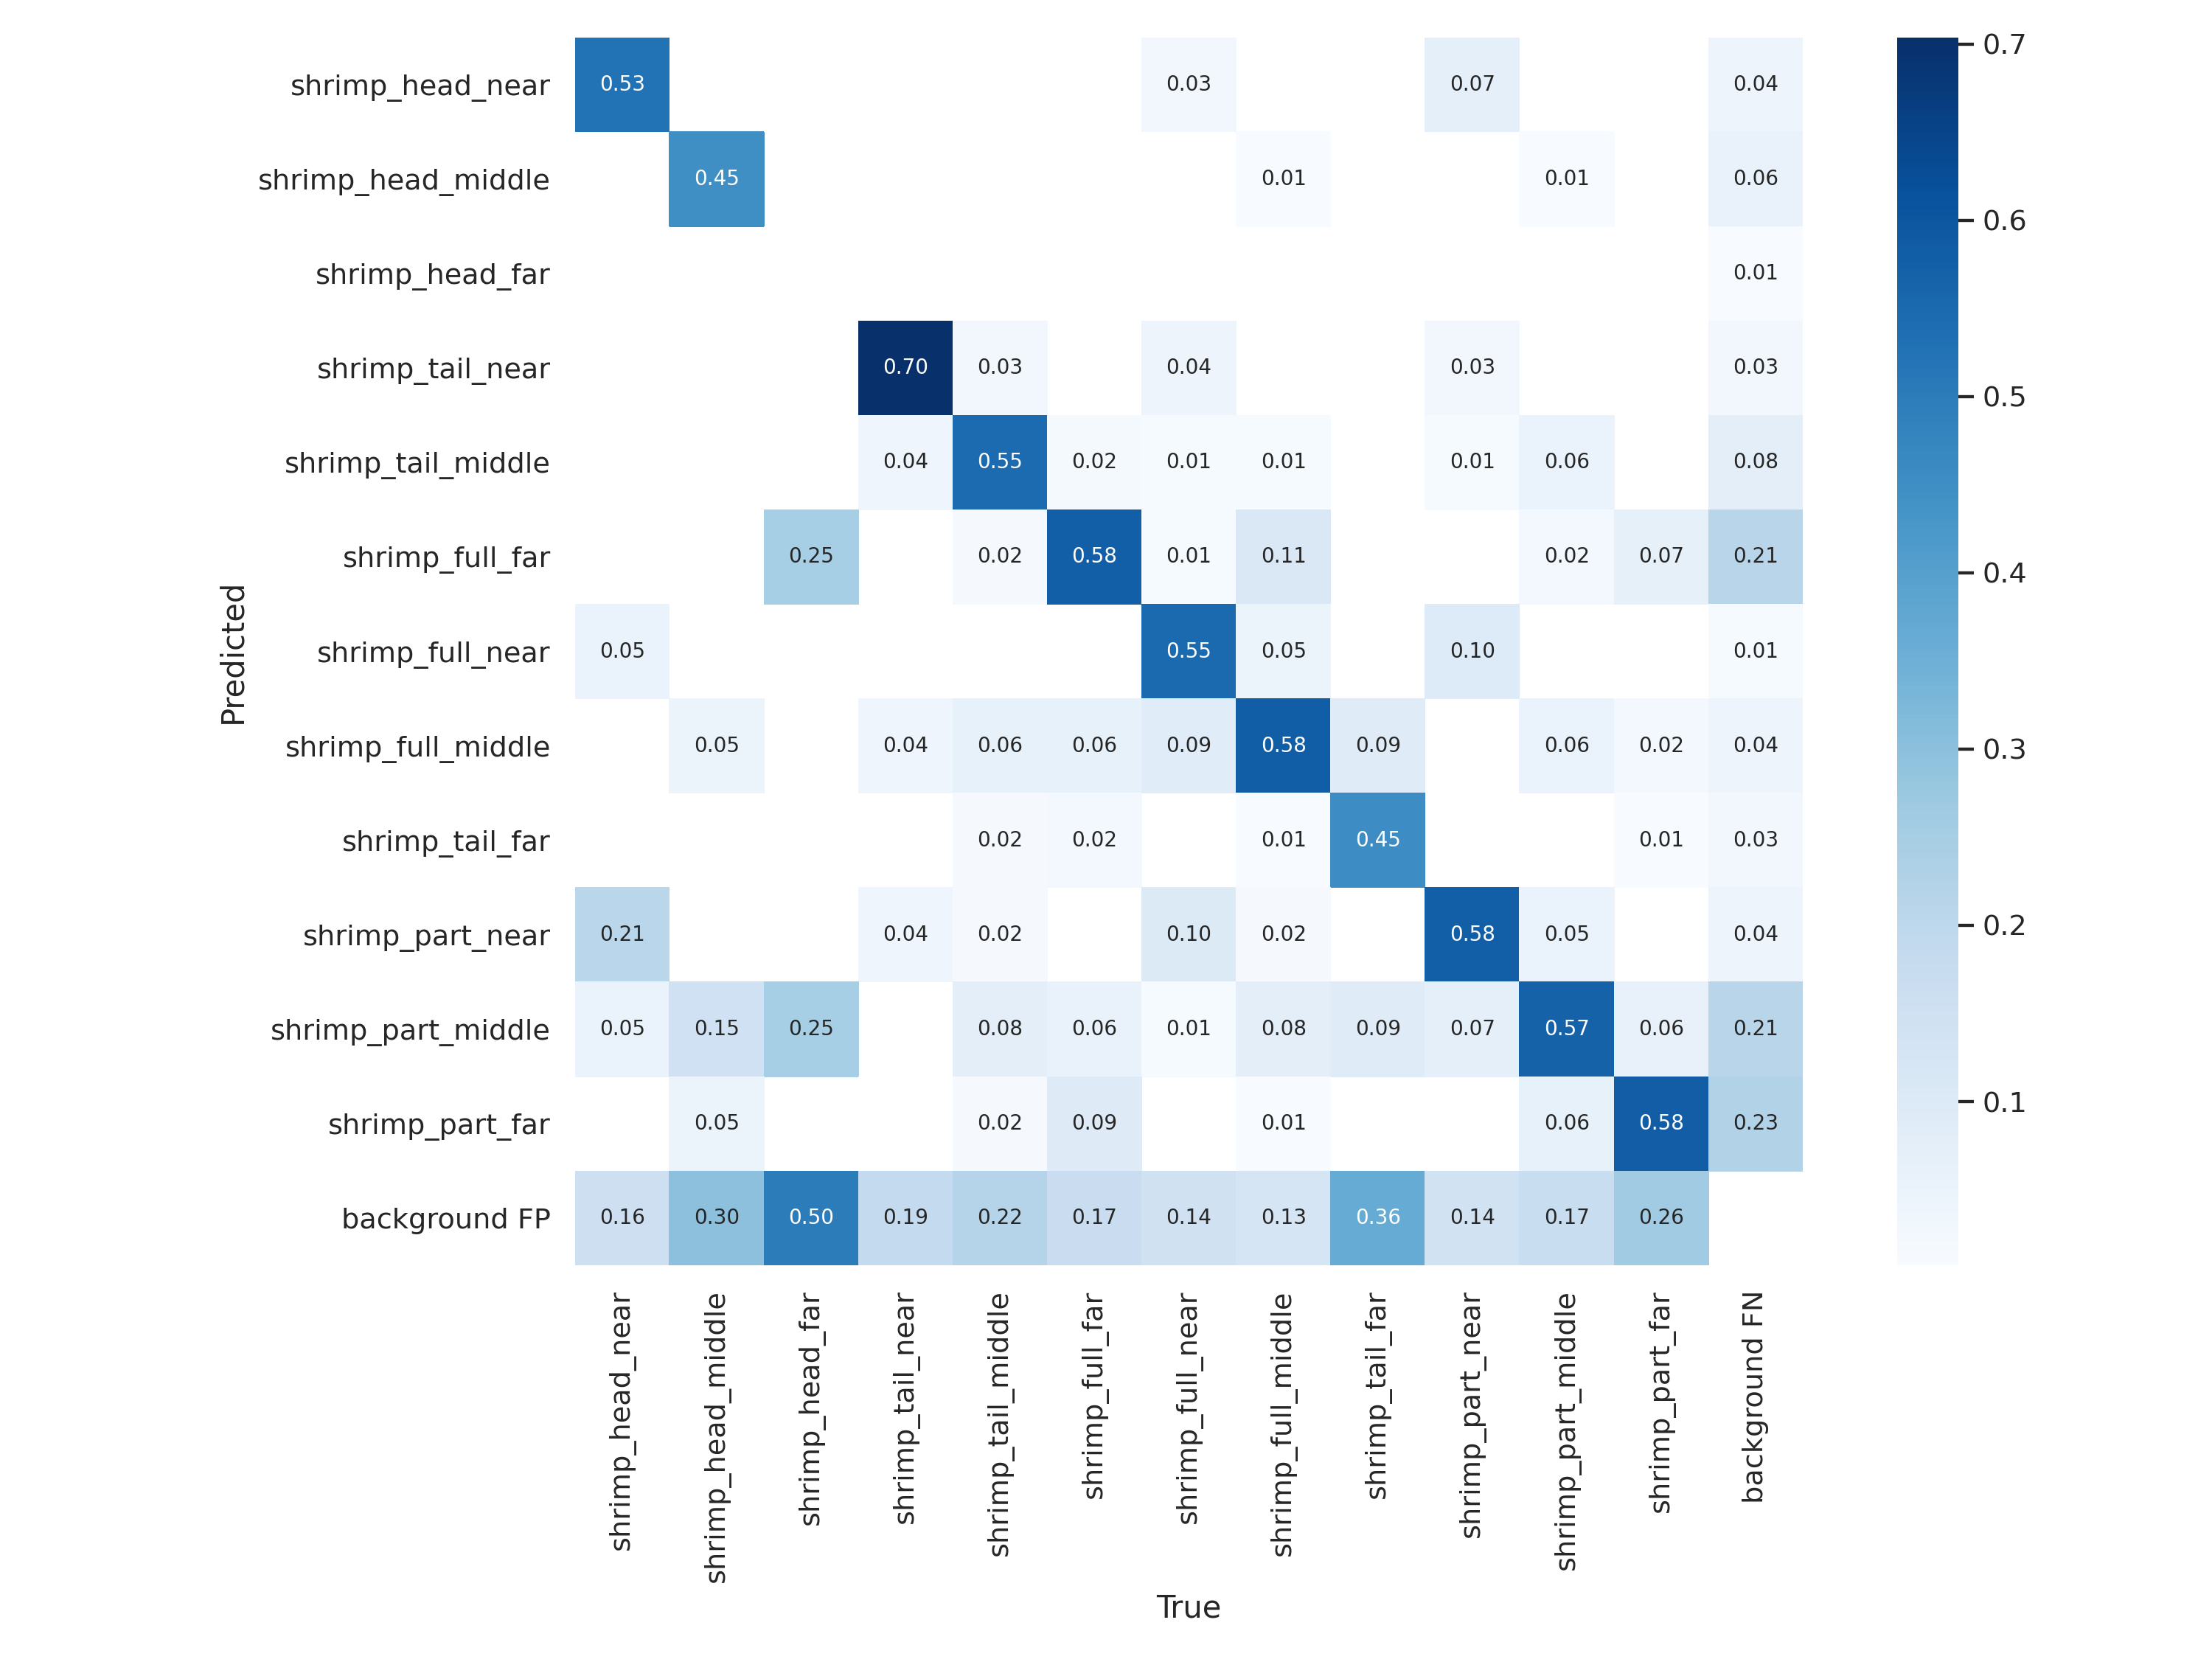 shrimp_head_near 0.53 0.03 0.07 0.04 0.7
shrimp_head_middle 0.45 0.01 0.01 0.06 0.6
shrimp_head_far 0.01
shrimp_tail_near 0.70 0.03 0.04 0.03 0.03 0.5
shrimp_tail_middle 0.04 0.55 0.02 0.01 0.01 0.01 0.06 0.08
shrimp_full_far 0.25 0.02 0.58 0.01 0.11 0.02 0.07 0.21 0.4
Predicted
shrimp_full_near 0.05 0.55 0.05 0.10 0.01
shrimp_full_middle 0.05 0.04 0.06 0.06 0.09 0.58 0.09 0.06 0.02 0.04 0.3
shrimp_tail_far 0.02 0.02 0.01 0.45 0.01 0.03
shrimp_part_near 0.21 0.04 0.02 0.10 0.02 0.58 0.05 0.04 0.2
shrimp_part_middle 0.05 0.15 0.25 0.08 0.06 0.01 0.08 0.09 0.07 0.57 0.06 0.21
shrimp_part_far 0.05 0.02 0.09 0.01 0.06 0.58 0.23 0.1
background FP 0.16 0.30 0.50 0.19 0.22 0.17 0.14 0.13 0.36 0.14 0.17 0.26
shrimp_head_near
shrimp_head_middle
shrimp_head_far
shrimp_tail_near
shrimp_tail_middle
shrimp_full_far
shrimp_full_near
shrimp_full_middle
shrimp_tail_far
shrimp_part_near
shrimp_part_middle
shrimp_part_far
background FN
True